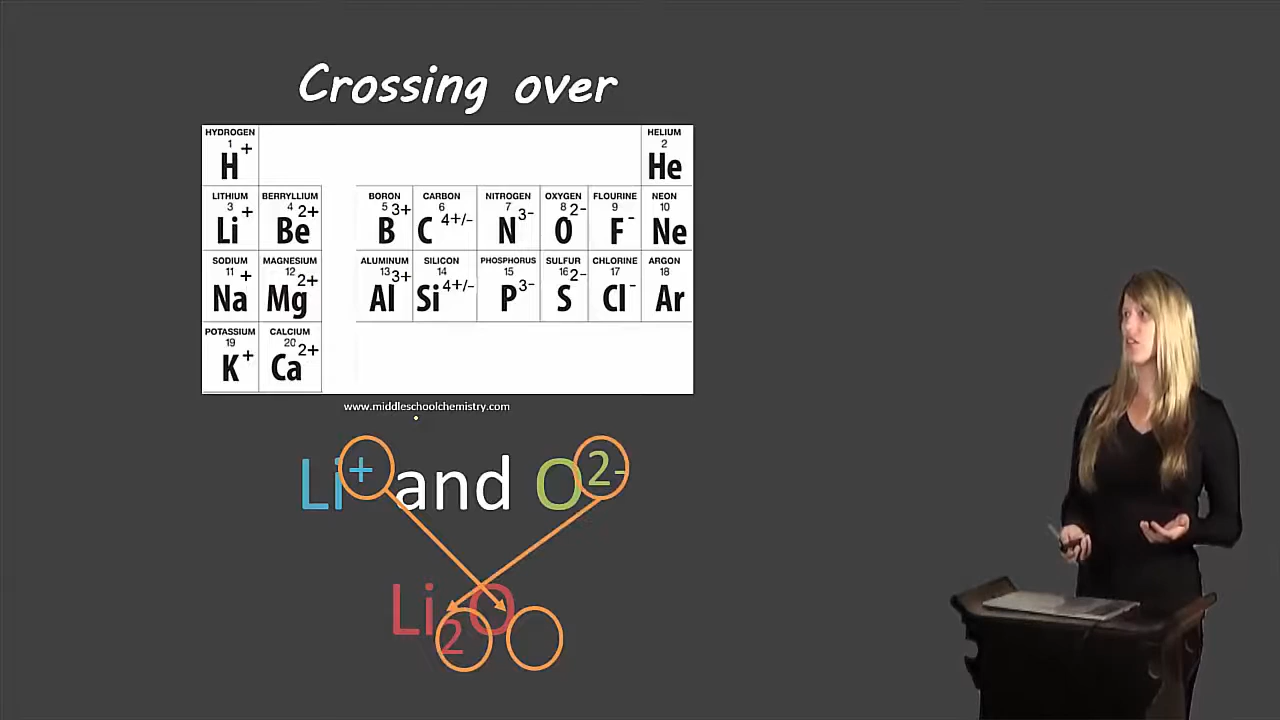 Crossing over
HYDROGEN HELIUM
1 2
H+ He
LITHIUM BERRYLLIUM BORON CARBON NITROGEN OXYGEN FLOURINE NEON
3 4 5 6 7 8 9 10
Li+ Be2+ B3+ C4+/- N3- O2- F- Ne
SODIUM MAGNESIUM ALUMINUM SILICON PHOSPHORUS SULFUR CHLORINE ARGON
11 12 13 14 15 16 17 18
Na+ Mg2+ Al3+ Si4+/- P3- S2- Cl- Ar
POTASSIUM CALCIUM
19 20
K+ Ca2+
www.middleschoolchemistry.com
Li+ and O2-
Li2O